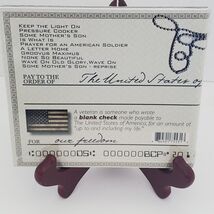 KEEP THE LIGHT ON
PRESSURE COOKER
SOME MOTHER'S SON
IS WHAT IS
PRAYER FOR AN AMERICAN SOLDIER
A LETTER HOME
GROOVUS MAXIMUS
NONE SO BEAUTIFUL
WAVE ON OLD GLORY, WAVE ON
SOME MOTHER'S SON - REPRISE
PAY TO THE
ORDER OF
The United States of
A veteran is someone who wrote
a blank check made payable to
The United States of America, for an amount of
"up to and including my life."
FOR
our freedom